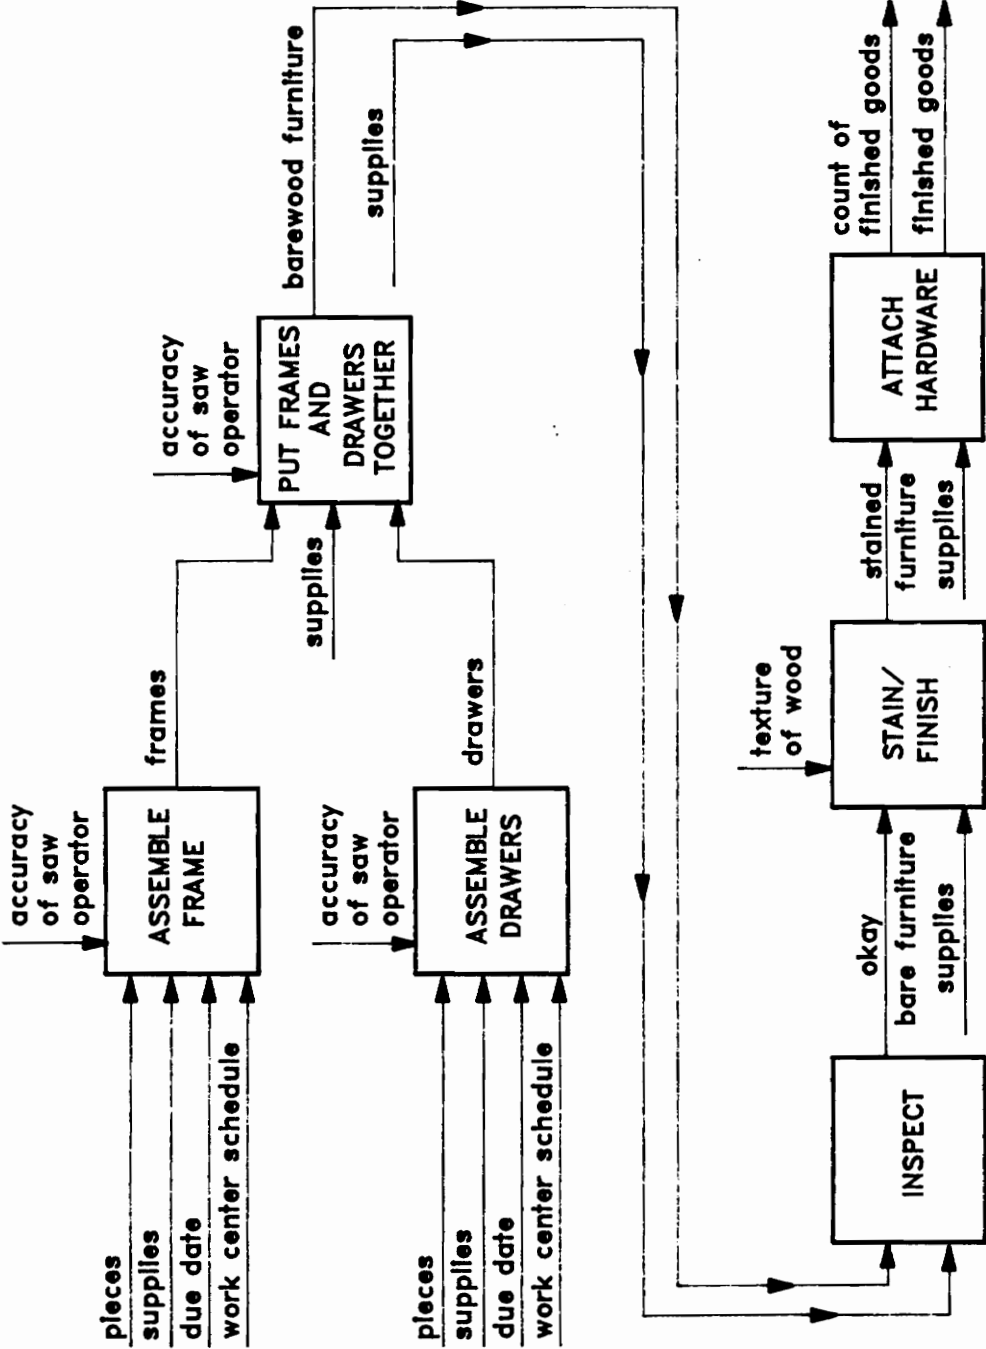 accuracy
of saw
operator
pieces
supplies
due date
work center schedule
ASSEMBLE
FRAME
frames
accuracy
of saw
operator
pieces
supplies
due date
work center schedule
ASSEMBLE
DRAWERS
drawers
accuracy
of saw
operator
supplies
PUT FRAMES
AND
DRAWERS
TOGETHER
barewood furniture
supplies
INSPECT
okay
bare furniture
supplies
texture
of wood
STAIN/
FINISH
stained
furniture
supplies
ATTACH
HARDWARE
count of
finished goods
finished goods